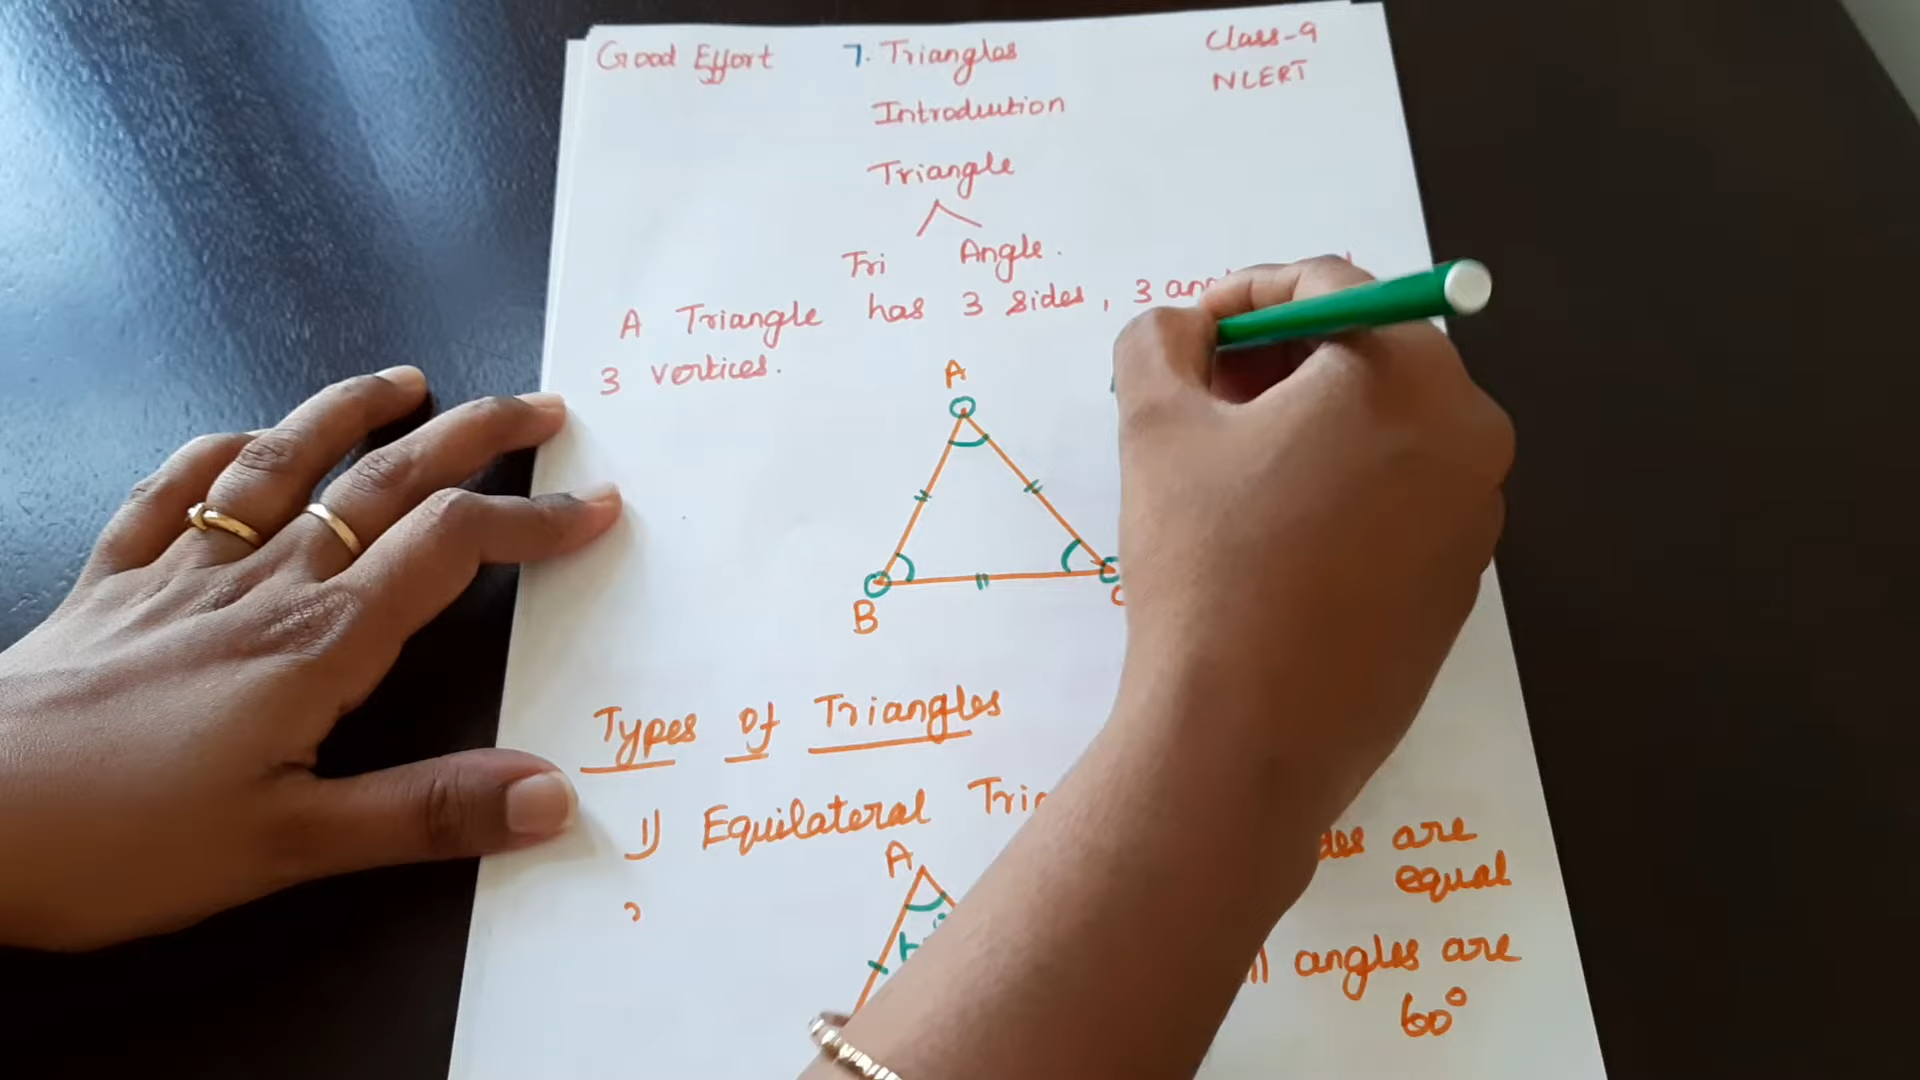 Good Effort 7. Triangles Class-9
NCERT
Introduction
Triangle
Tri Angle.
A Triangle has 3 sides, 3
3 vertices.
A
B C
Types Of Triangles
1) Equilateral
are
equal
A
angles are
60°